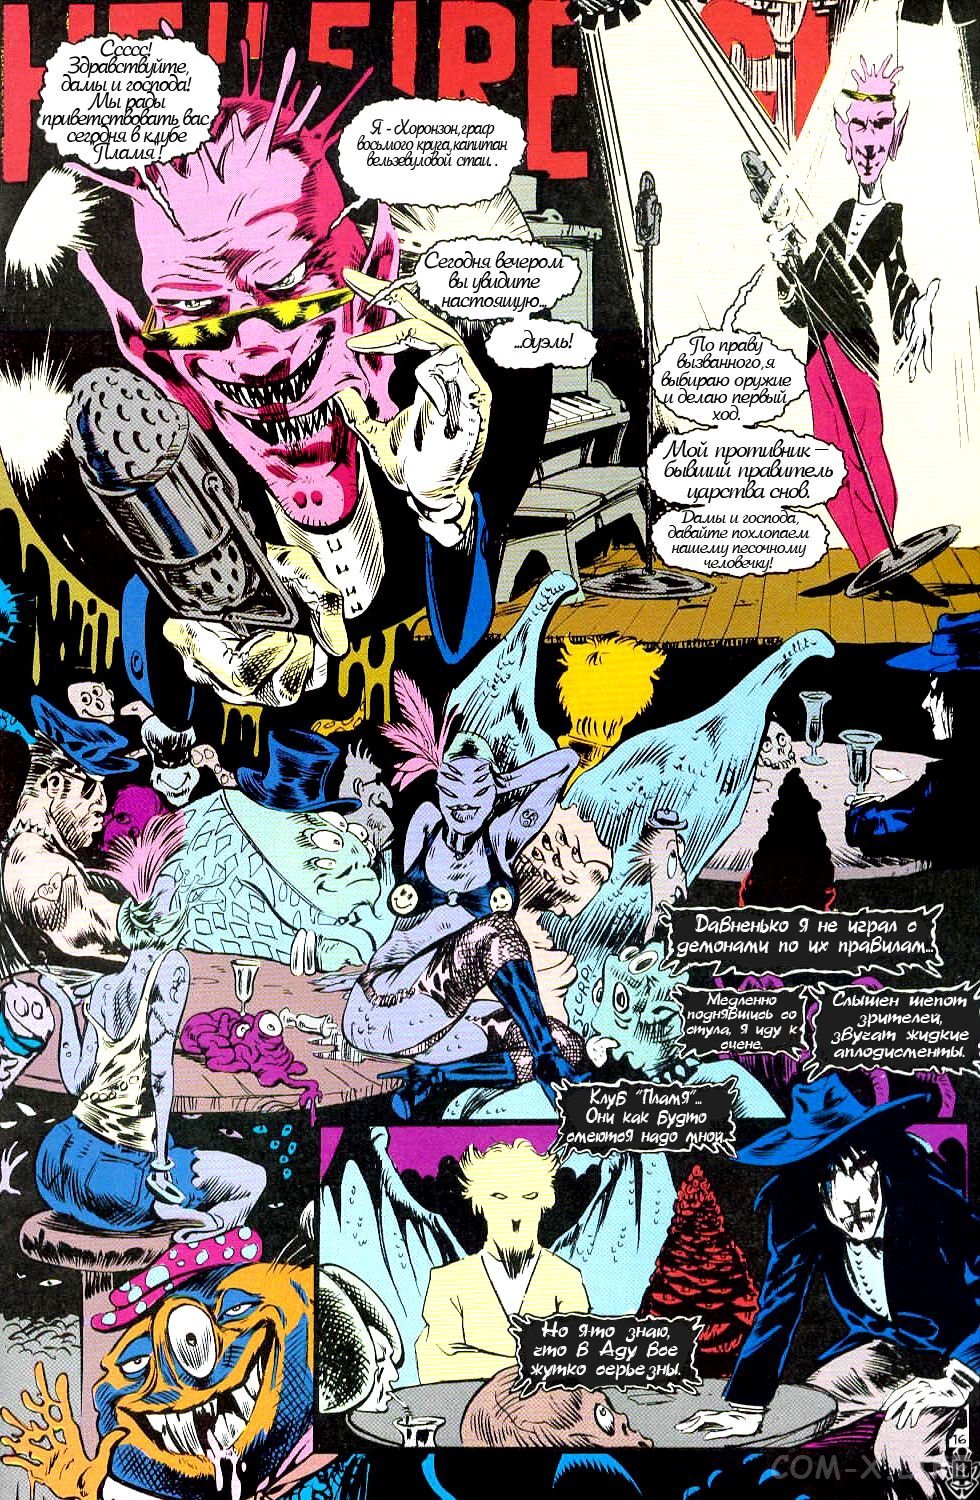 HELLFIRE
Сссссс!
Здравствуйте,
дамы и господа!
Мы рады
приветствовать вас
сегодня в клубе
Пламя!
Я - Хоронзон,граф
восьмого круга,капитан
вельзевуловой стаи. .
Сегодня вечером
вы увидите
настоящую...
...дуэль!
По праву
вызванного,я
выбираю оружие
и делаю первый
ход.
Мой противник —
бывший правитель
царства снов.
Дамы и господа,
давайте похлопаем
нашему песочному
человечку!
Давненько я не играл с
демонами по их правилам...
Медленно
поднявшись со
стула, я иду к
сцене.
Слышен шепот
зрителей,
звучат жидкие
аплодисменты.
SLURP
Клуб "Пламя"...
Они как будто
смеются надо мной...
Но я-то знаю,
что в Аду все
жутко серьезны.
16
COM-X.L